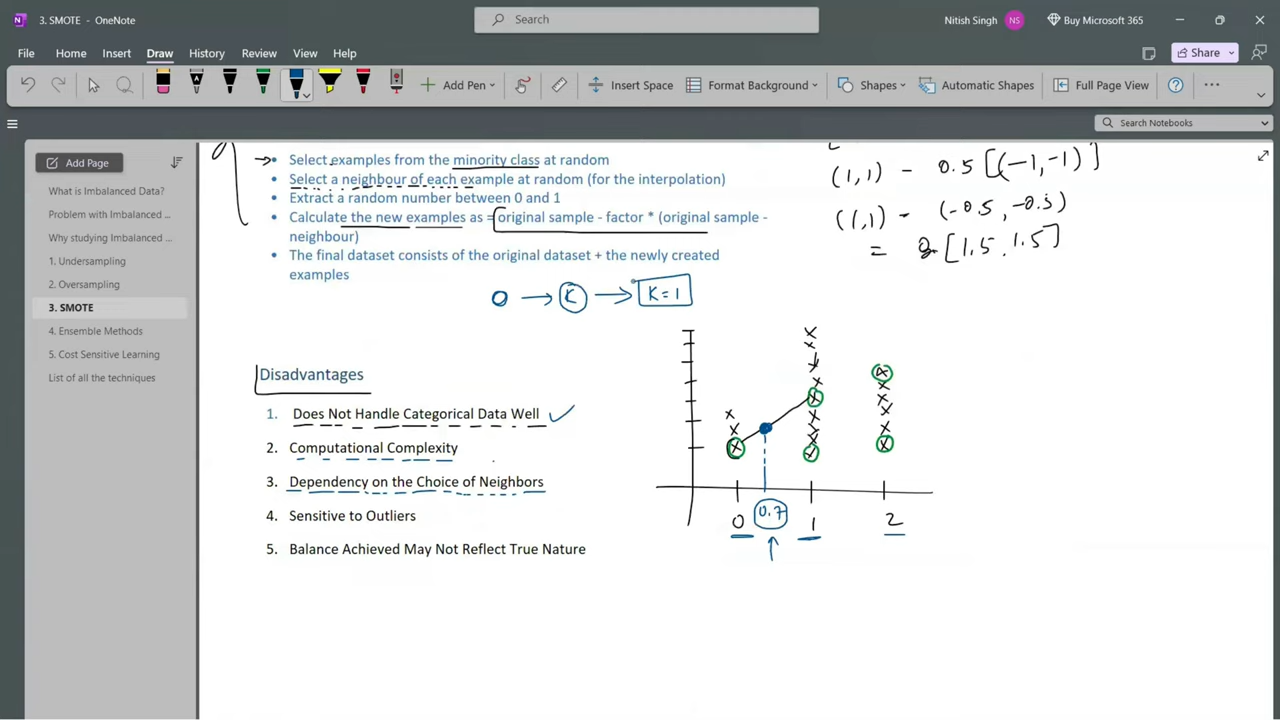 3. SMOTE - OneNote
Search
Nitish Singh
NS
Buy Microsoft 365
File Home Insert Draw History Review View Help
Share
Add Pen
Insert Space
Format Background
Shapes
Automatic Shapes
Full Page View
Search Notebooks
Add Page
What is Imbalanced Data?
Problem with Imbalanced
Why studying Imbalanced
1. Undersampling
2. Oversampling
3. SMOTE
4. Ensemble Methods
5. Cost Sensitive Learning
List of all the techniques
• Select examples from the minority class at random
• Select a neighbour of each example at random (for the interpolation)
• Extract a random number between 0 and 1
• Calculate the new examples as = original sample - factor * (original sample -
neighbour)
• The final dataset consists of the original dataset + the newly created
examples
(1,1) - 0.5 [(-1,-1)]
(1,1) - (-0.5, -0.5)
= [1.5, 1.5]
0 → K → K=1
Disadvantages
1. Does Not Handle Categorical Data Well
2. Computational Complexity
3. Dependency on the Choice of Neighbors
4. Sensitive to Outliers
5. Balance Achieved May Not Reflect True Nature
0 0.7 1 2